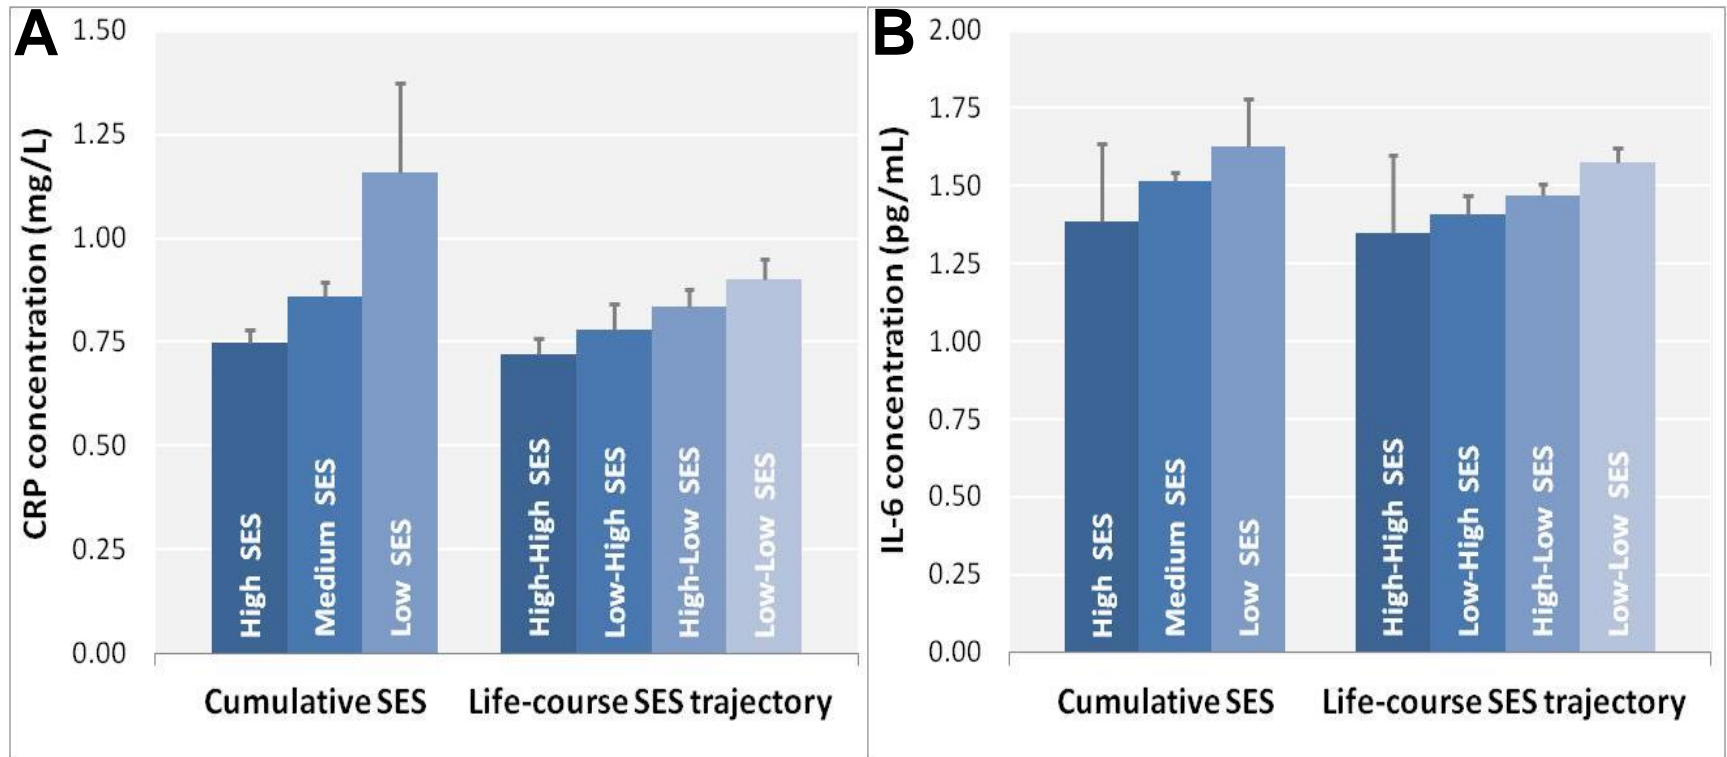 A
CRP concentration (mg/L)
1.50
1.25
1.00
0.75
0.50
0.25
0.00
High SES
Medium SES
Low SES
High-High SES
Low-High SES
High-Low SES
Low-Low SES
Cumulative SES
Life-course SES trajectory
B
IL-6 concentration (pg/mL)
2.00
1.75
1.50
1.25
1.00
0.75
0.50
0.25
0.00
High SES
Medium SES
Low SES
High-High SES
Low-High SES
High-Low SES
Low-Low SES
Cumulative SES
Life-course SES trajectory